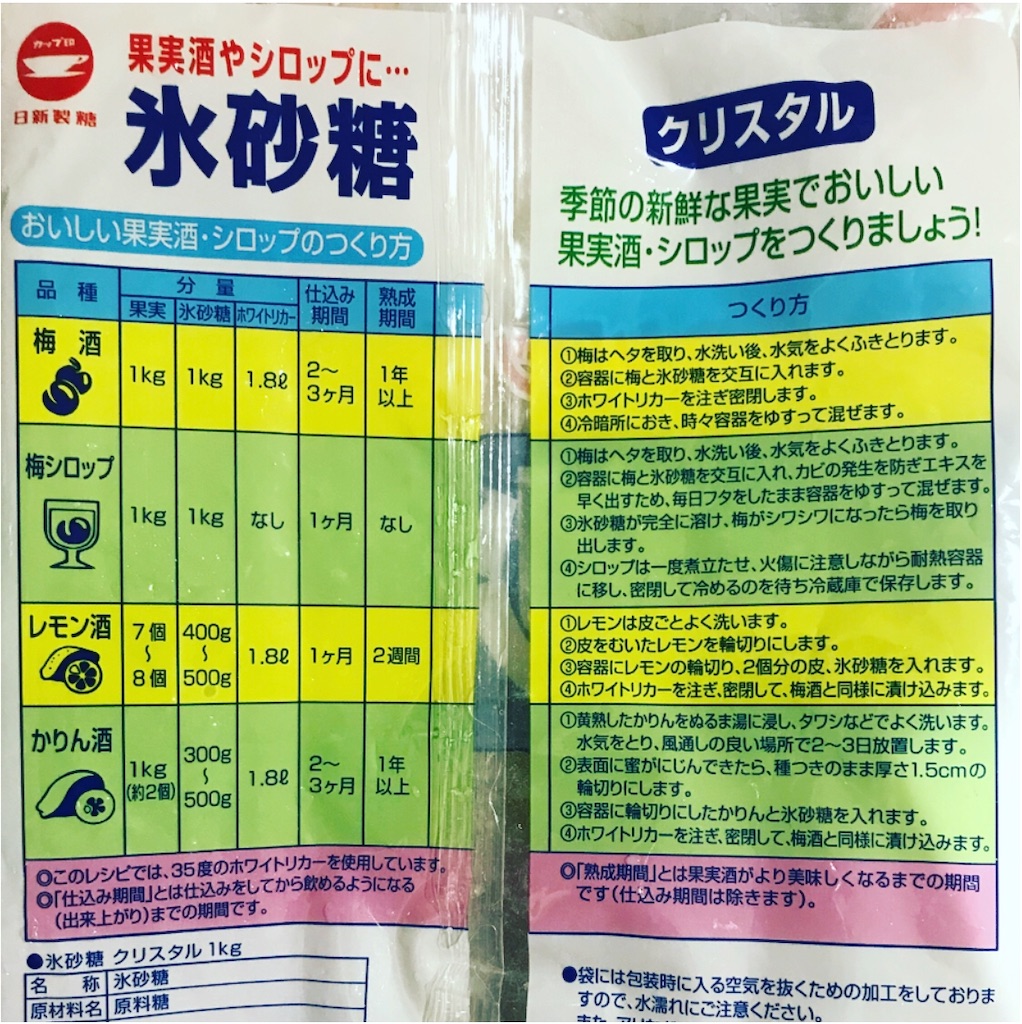 カップ印
日新製糖
果実酒やシロップに…
氷砂糖
おいしい果実酒・シロップのつくり方
クリスタル
季節の新鮮な果実でおいしい
果実酒・シロップをつくりましょう!
品種 分量 仕込み期間 熟成期間 つくり方
果実 氷砂糖 ホワイトリカー
梅酒 1kg 1kg 1.8ℓ 2〜3ヶ月 1年以上
①梅はヘタを取り、水洗い後、水気をよくふきとります。
②容器に梅と氷砂糖を交互に入れます。
③ホワイトリカーを注ぎ密閉します。
④冷暗所におき、時々容器をゆすって混ぜます。
梅シロップ 1kg 1kg なし 1ヶ月 なし
①梅はヘタを取り、水洗い後、水気をよくふきとります。
②容器に梅と氷砂糖を交互に入れ、カビの発生を防ぎエキスを
早く出すため、毎日フタをしたまま容器をゆすって混ぜます。
③氷砂糖が完全に溶け、梅がシワシワになったら梅を取り
出します。
④シロップは一度煮立たせ、火傷に注意しながら耐熱容器
に移し、密閉して冷めるのを待ち冷蔵庫で保存します。
レモン酒 7個〜8個 400g〜500g 1.8ℓ 1ヶ月 2週間
①レモンは皮ごとよく洗います。
②皮をむいたレモンを輪切りにします。
③容器にレモンの輪切り、2個分の皮、氷砂糖を入れます。
④ホワイトリカーを注ぎ、密閉して、梅酒と同様に漬け込みます。
かりん酒 1kg(約2個) 300g〜500g 1.8ℓ 2〜3ヶ月 1年以上
①黄熟したかりんをぬるま湯に浸し、タワシなどでよく洗います。
水気をとり、風通しの良い場所で2〜3日放置します。
②表面に蜜がにじんできたら、種つきのまま厚さ1.5cmの
輪切りにします。
③容器に輪切りにしたかりんと氷砂糖を入れます。
④ホワイトリカーを注ぎ、密閉して、梅酒と同様に漬け込みます。
◎このレシピでは、35度のホワイトリカーを使用しています。
◎「仕込み期間」とは仕込みをしてから飲めるようになる
(出来上がり)までの期間です。
◎「熟成期間」とは果実酒がより美味しくなるまでの期間
です(仕込み期間は除きます)。
●氷砂糖 クリスタル 1kg
名称 氷砂糖
原材料名 原料糖
●袋には包装時に入る空気を抜くための加工をしておりま
すので、水濡れにご注意ください。